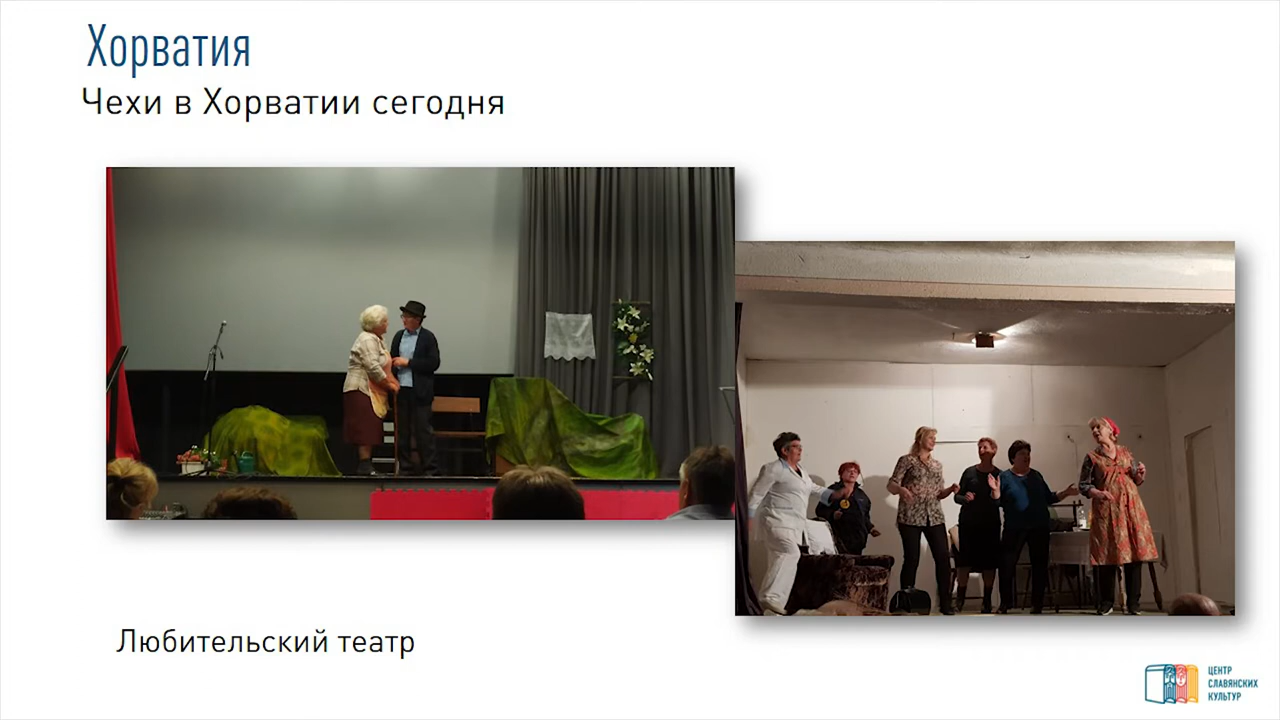 Хорватия
Чехи в Хорватии сегодня
Любительский театр
ЦЕНТР
СЛАВЯНСКИХ
КУЛЬТУР